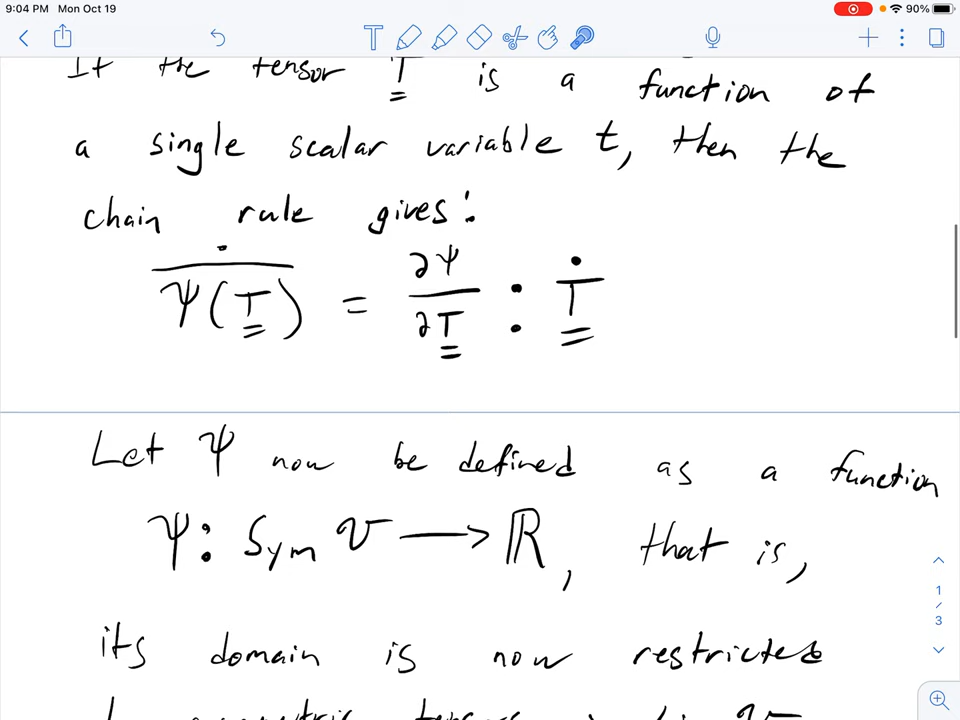 9:04 PM Mon Oct 19
90%
If the tensor T is a function of
a single scalar variable t, then the
chain rule gives:
Ψ(T) = ∂Ψ/∂T : Ṫ
Let Ψ now be defined as a function
Ψ: Sym V → ℝ, that is,
its domain is now restricted
1
/
3